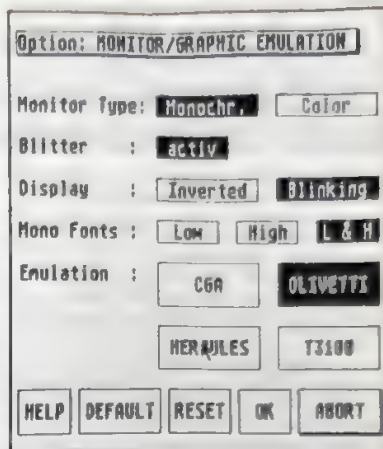 Option: MONITOR/GRAPHIC EMULATION
Monitor Type: Monochr. Color
Blitter : activ
Display : Inverted Blinking
Mono Fonts : Low High L & H
Emulation : CGA OLIVETTI
HERCULES T3100
HELP DEFAULT RESET OK ABORT